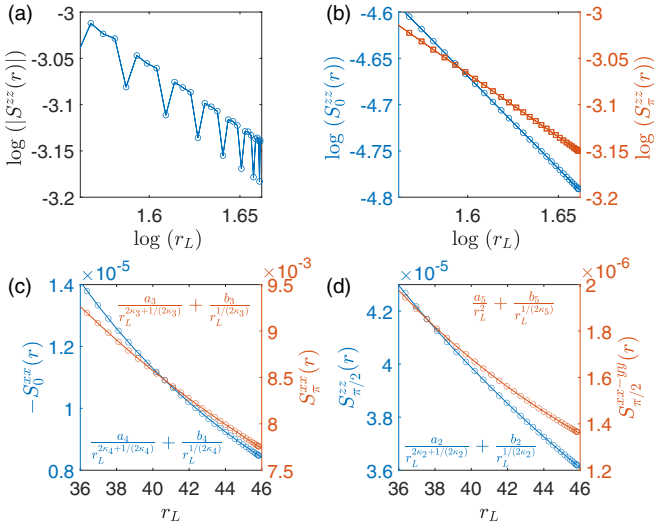 (a)
-3
-3.05
-3.1
-3.15
-3.2
log (|S^{zz}(r)|)
1.6
1.65
log (r_L)
(b)
-4.6
-4.65
-4.7
-4.75
-4.8
log (S_0^{zz}(r))
-3
-3.05
-3.1
-3.15
-3.2
log (S_π^{zz}(r))
1.6
1.65
log (r_L)
(c)
×10^{-5}
1.4
1.2
1
0.8
-S_0^{xx}(r)
×10^{-3}
9.5
9
8.5
8
7.5
S_π^{xx}(r)
a_3/r_L^{2κ_3+1/(2κ_3)} + b_3/r_L^{1/(2κ_3)}
a_4/r_L^{2κ_4+1/(2κ_4)} + b_4/r_L^{1/(2κ_4)}
36 38 40 42 44 46
r_L
(d)
×10^{-5}
4.2
4
3.8
3.6
S_{π/2}^{zz}(r)
×10^{-6}
2
1.8
1.6
1.4
1.2
S_{π/2}^{xx-yy}(r)
a_5/r_L^2 + b_5/r_L^{1/(2κ_5)}
a_2/r_L^{2κ_2+1/(2κ_2)} + b_2/r_L^{1/(2κ_2)}
36 38 40 42 44 46
r_L